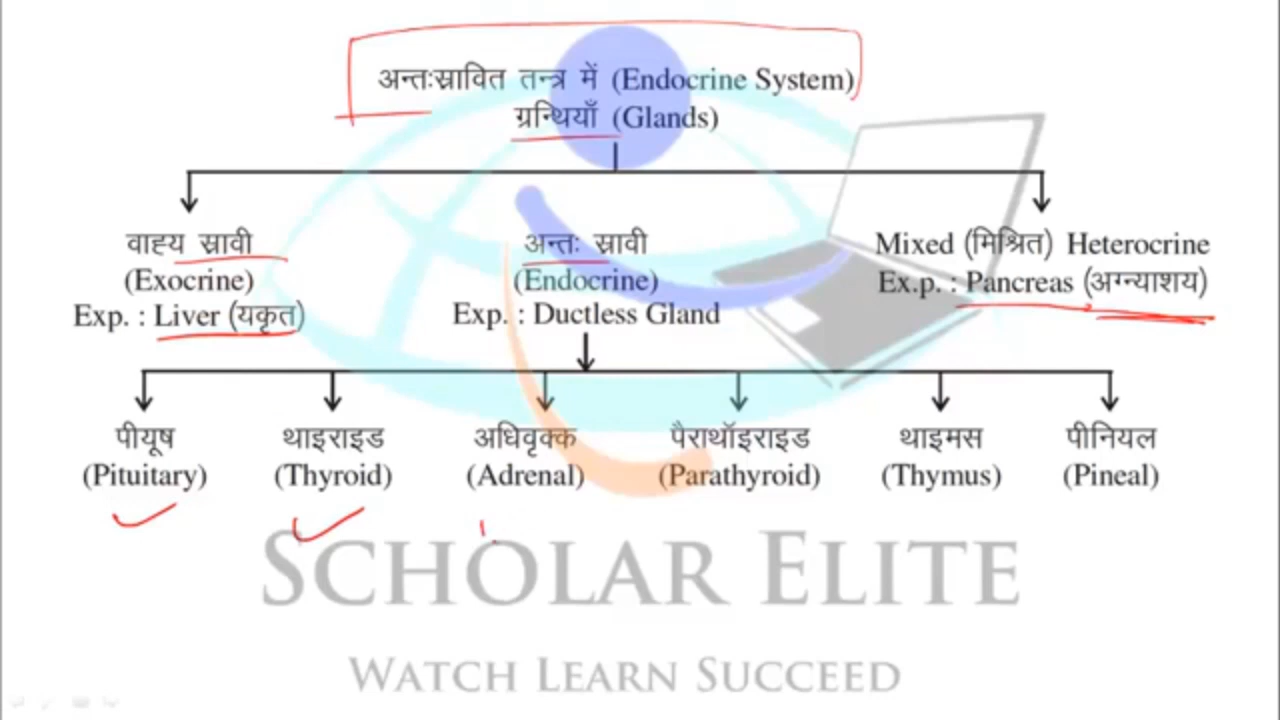 अन्तःस्रावित तन्त्र में (Endocrine System)
ग्रन्थियाँ (Glands)
वाह्य स्रावी
(Exocrine)
Exp. : Liver (यकृत)
अन्तः स्रावी
(Endocrine)
Exp. : Ductless Gland
Mixed (मिश्रित) Heterocrine
Ex.p. : Pancreas (अग्न्याशय)
पीयूष
(Pituitary)
थाइराइड
(Thyroid)
अधिवृक्क
(Adrenal)
पैराथॉइराइड
(Parathyroid)
थाइमस
(Thymus)
पीनियल
(Pineal)
SCHOLAR ELITE
WATCH LEARN SUCCEED